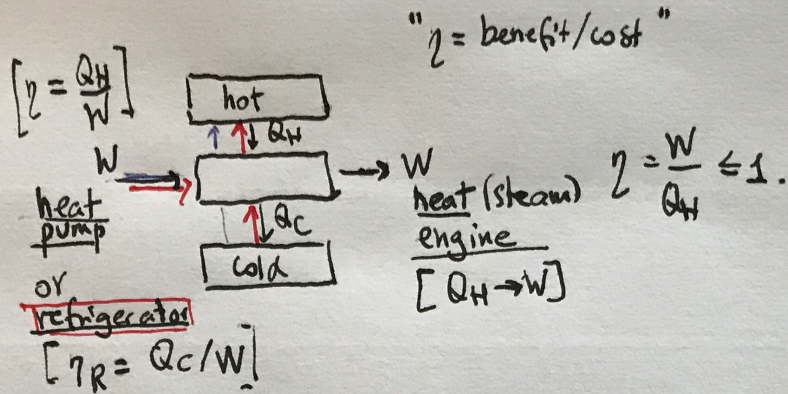 "η = benefit/cost"
[η = QH/W]
hot
QH
W
W
heat
pump
QC
cold
or
refrigerator
[ηR = QC/W]
heat (steam)
engine
[QH→W]
η = W/QH ≤ 1.